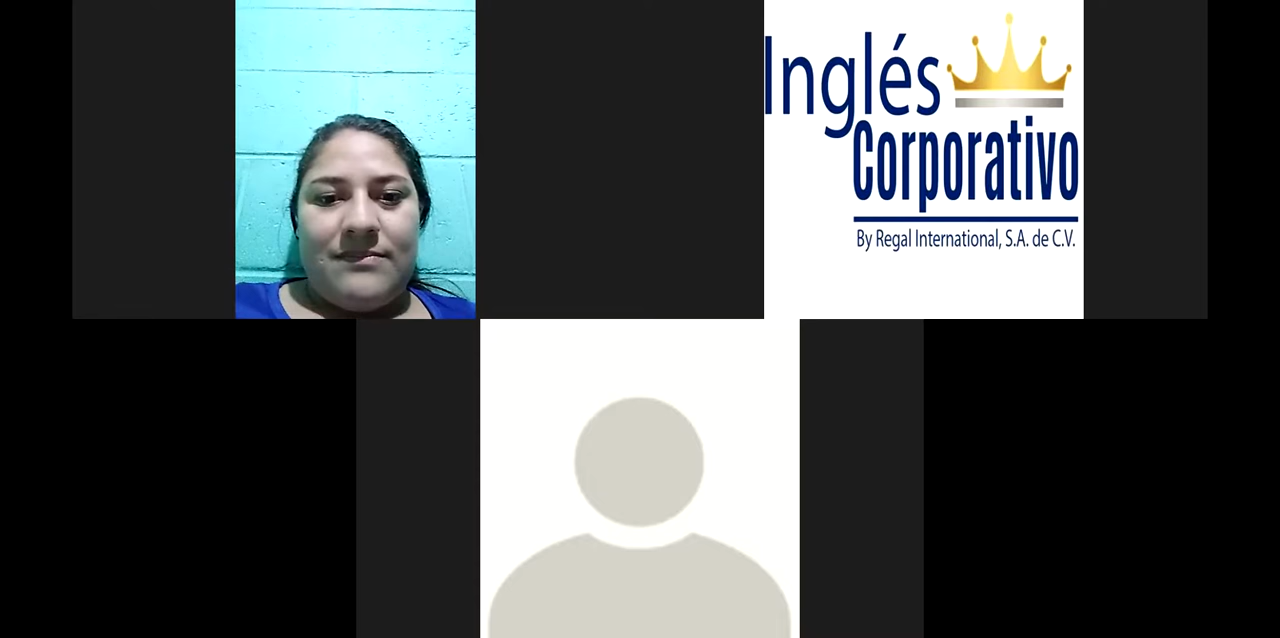 Inglés
Corporativo
By Regal International, S.A. de C.V.